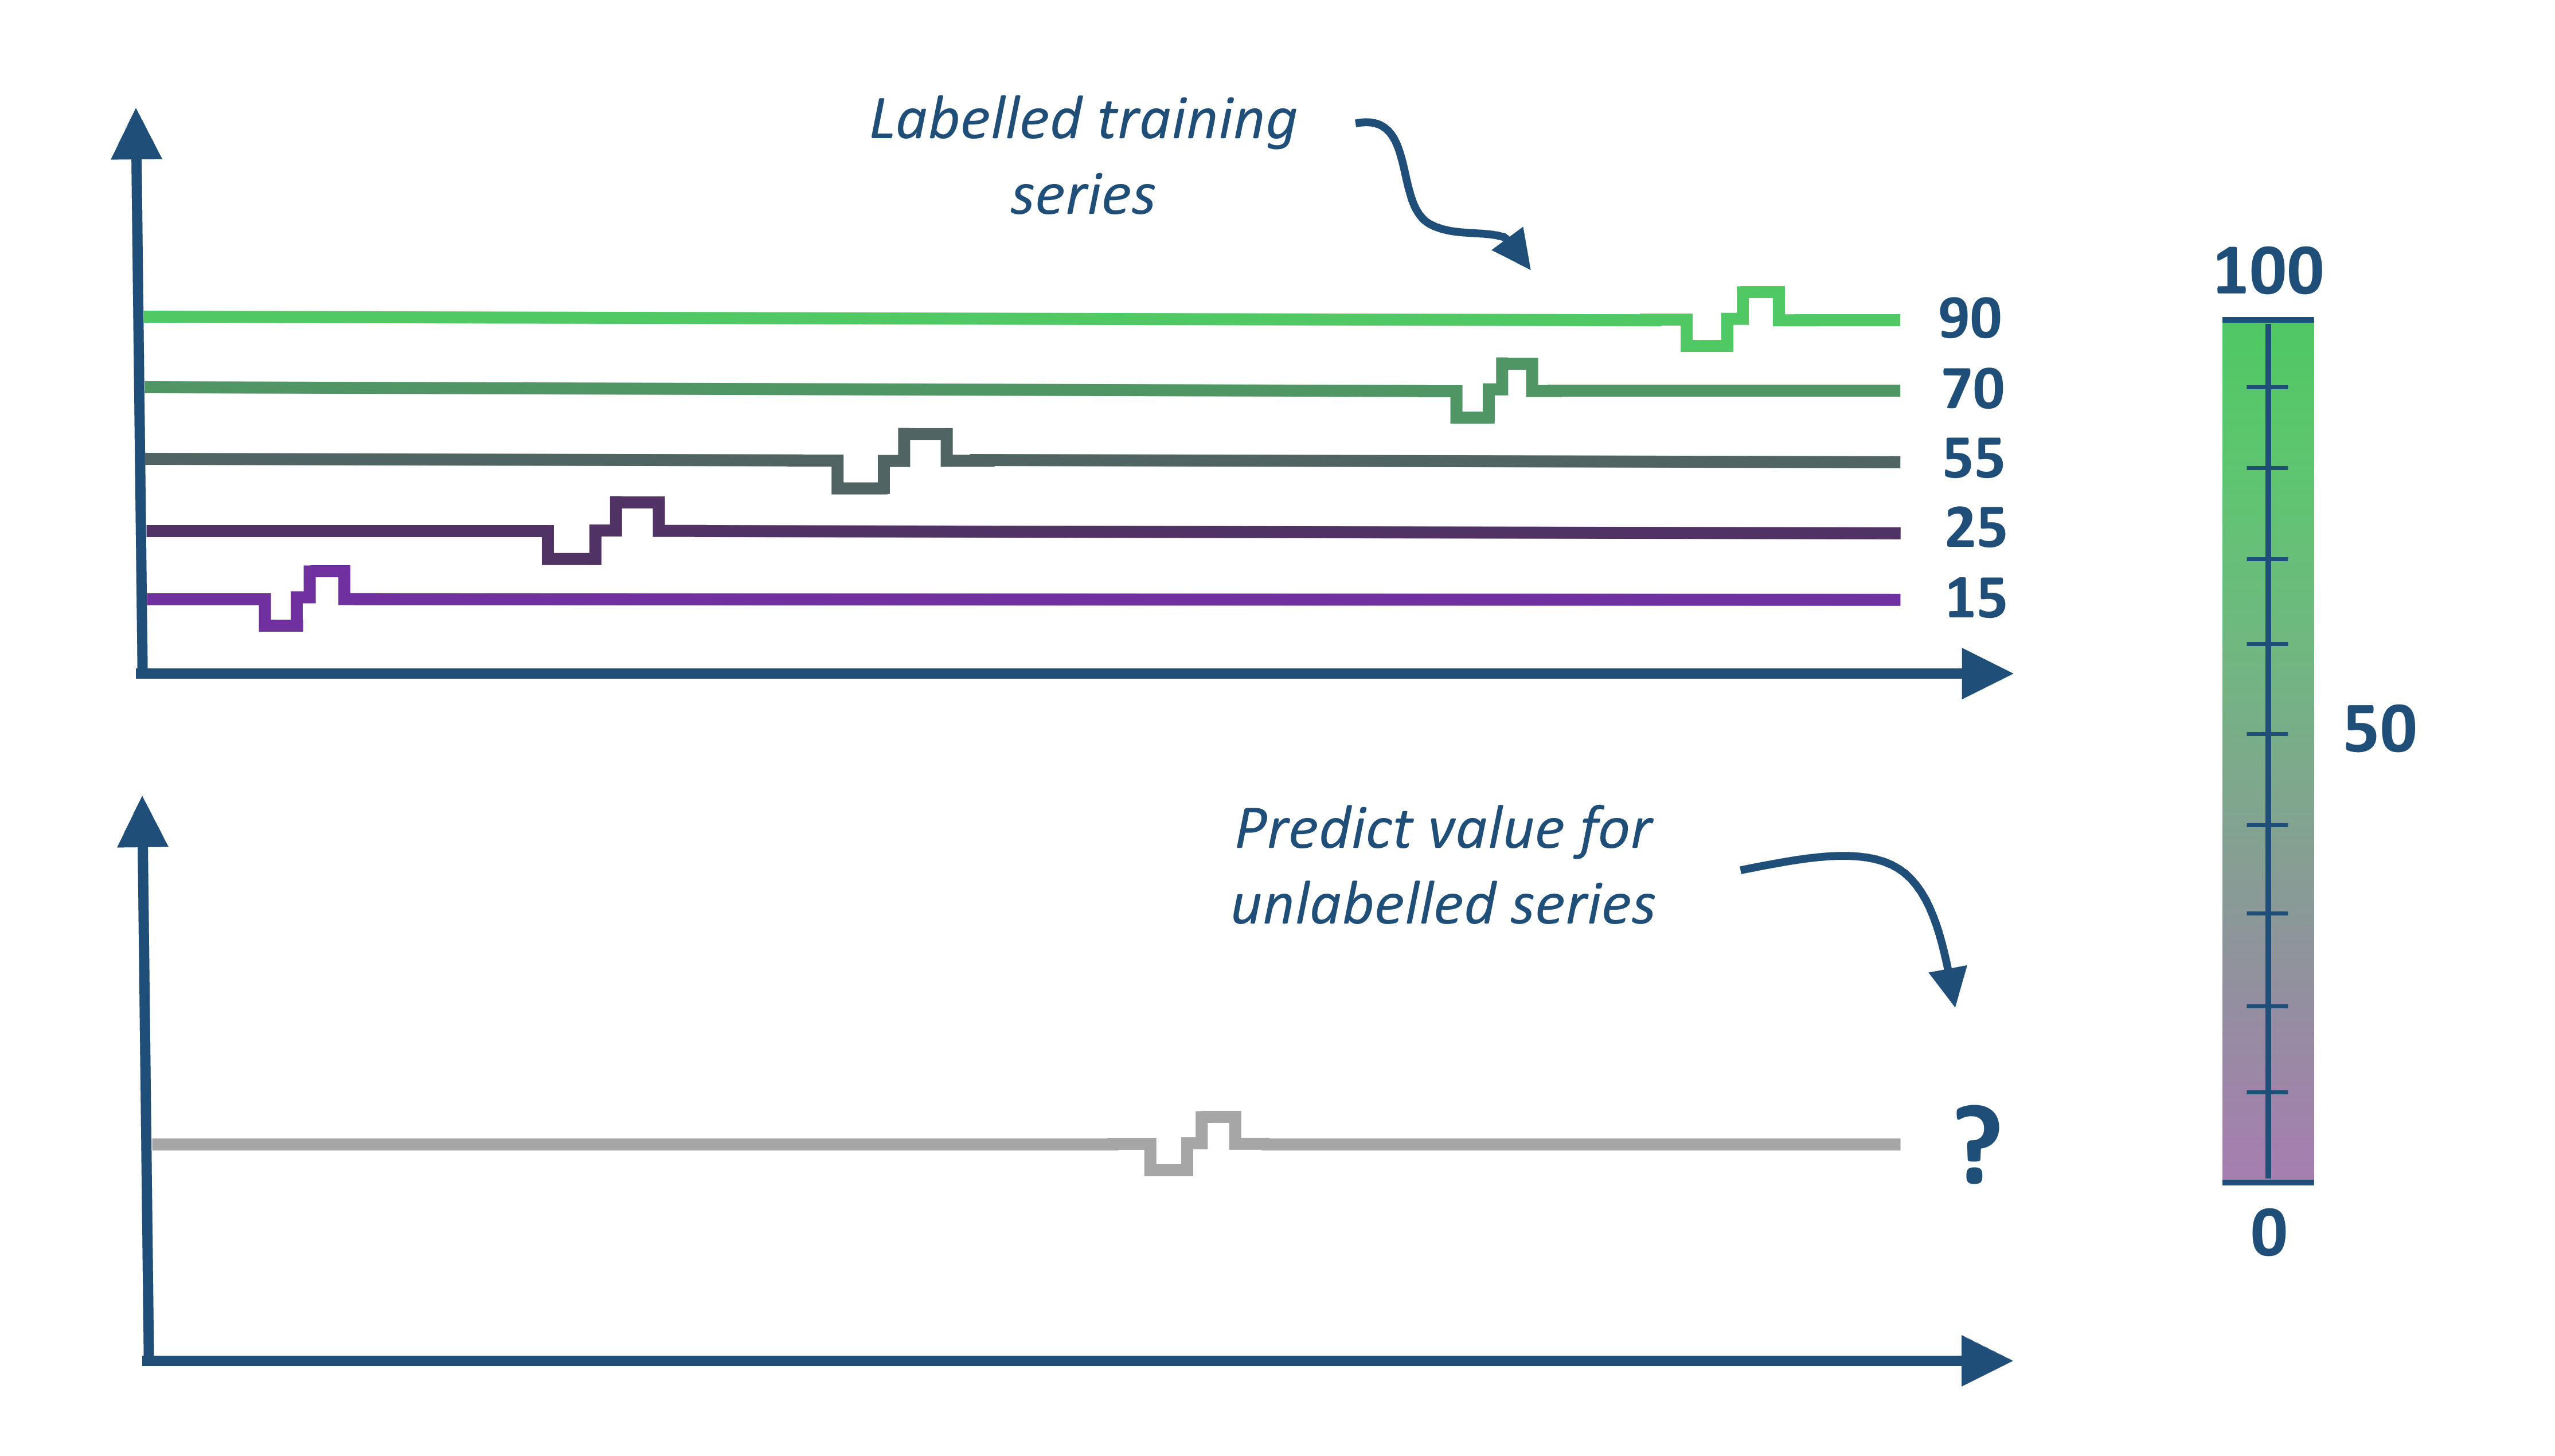 Labelled training
series
90
70
55
25
15
100
50
0
Predict value for
unlabelled series
?